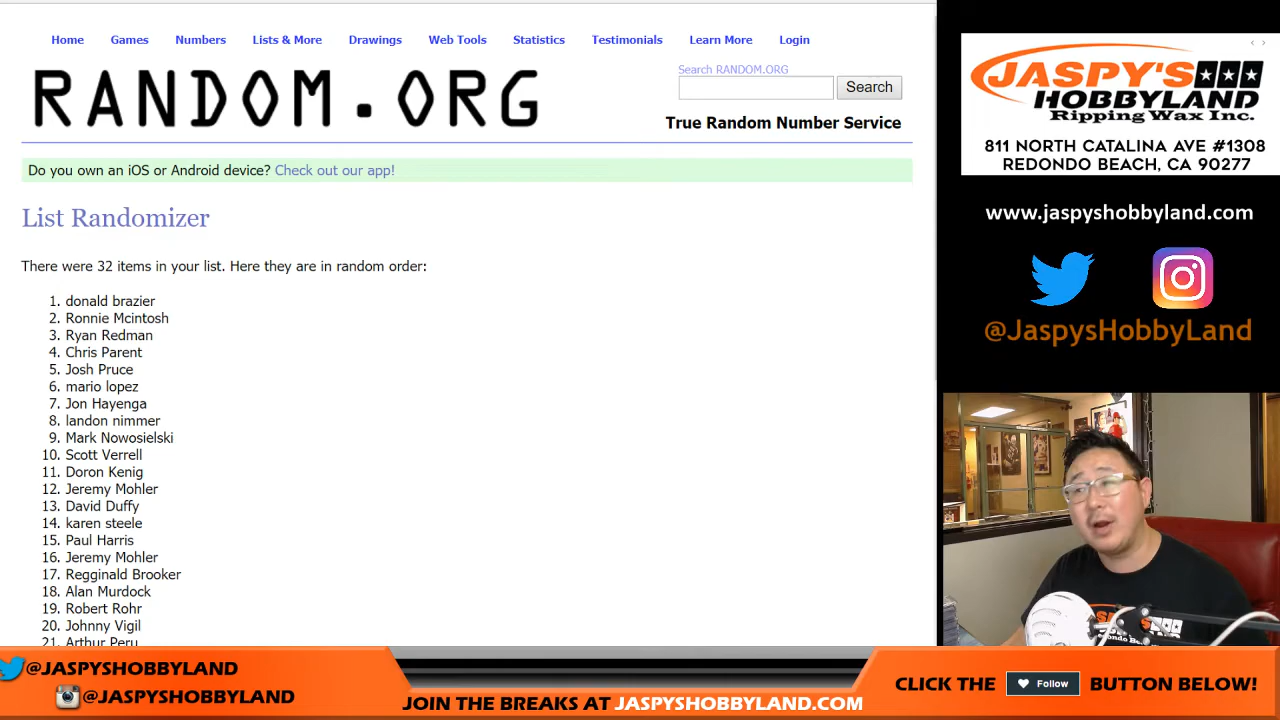 Home Games Numbers Lists & More Drawings Web Tools Statistics Testimonials Learn More Login
RANDOM.ORG
Search RANDOM.ORG
Search
True Random Number Service
Do you own an iOS or Android device? Check out our app!
List Randomizer
There were 32 items in your list. Here they are in random order:
1. donald brazier
2. Ronnie Mcintosh
3. Ryan Redman
4. Chris Parent
5. Josh Pruce
6. mario lopez
7. Jon Hayenga
8. landon nimmer
9. Mark Nowosielski
10. Scott Verrell
11. Doron Kenig
12. Jeremy Mohler
13. David Duffy
14. karen steele
15. Paul Harris
16. Jeremy Mohler
17. Regginald Brooker
18. Alan Murdock
19. Robert Rohr
20. Johnny Vigil
21. Arthur Peru
JASPY'S
HOBBYLAND
Ripping Wax Inc.
811 NORTH CATALINA AVE #1308
REDONDO BEACH, CA 90277
www.jaspyshobbyland.com
@JaspysHobbyLand
@JASPYSHOBBYLAND
@JASPYSHOBBYLAND
JOIN THE BREAKS AT JASPYSHOBBYLAND.COM
CLICK THE Follow BUTTON BELOW!